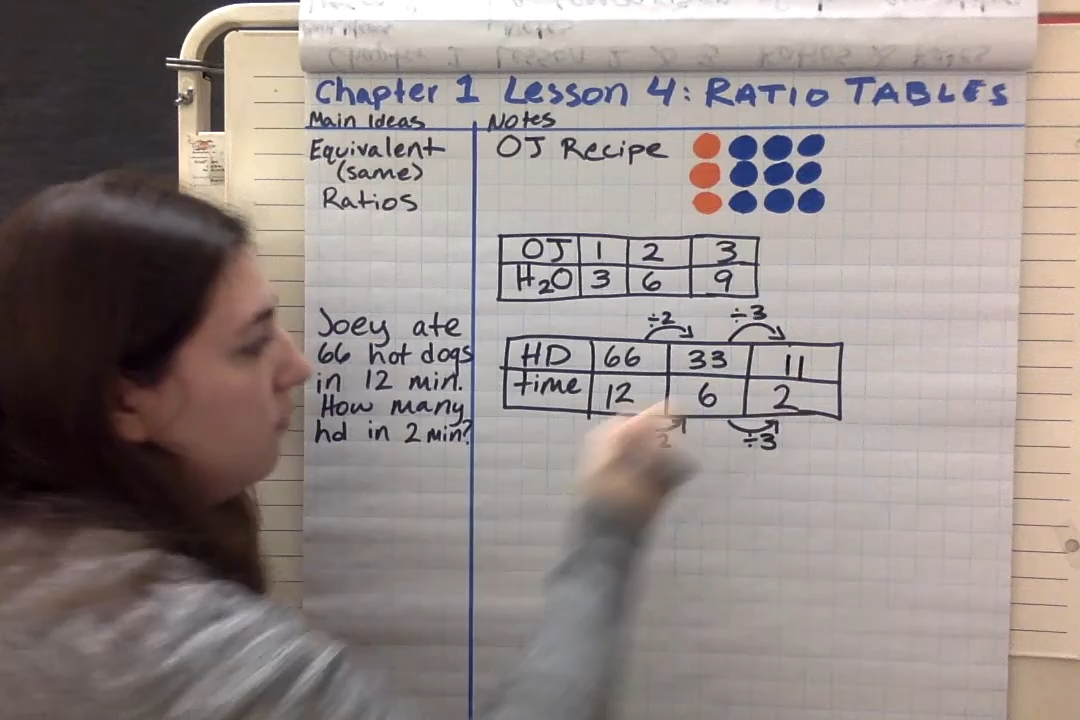 Chapter 1 Lesson 4: RATIO TABLES
Main Ideas
Notes
Equivalent
(same)
Ratios
OJ Recipe
OJ 1 2 3
H2O 3 6 9
Joey ate
66 hot dogs
in 12 min.
How many
hd in 2 min?
÷2 ÷3
HD 66 33 11
time 12 6 2
2 ÷3